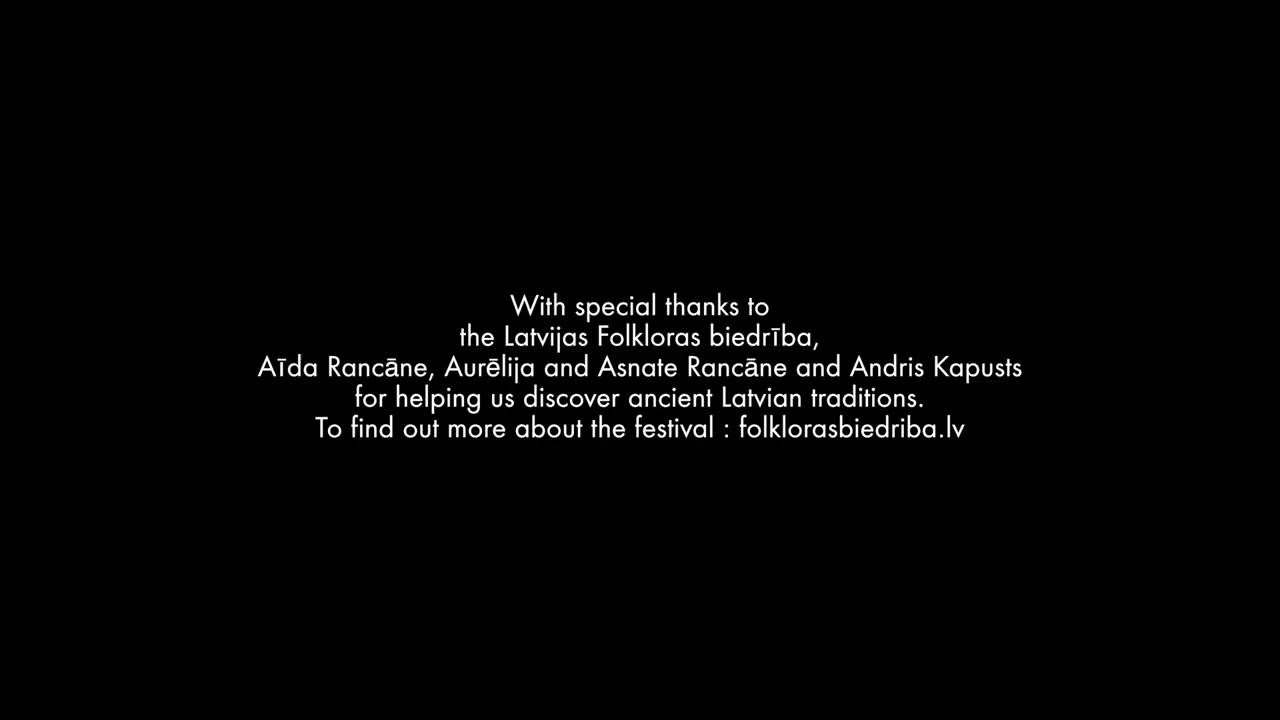 With special thanks to
the Latvijas Folkloras biedrība,
Aīda Rancāne, Aurēlija and Asnate Rancāne and Andris Kapusts
for helping us discover ancient Latvian traditions.
To find out more about the festival : folklorasbiedriba.lv